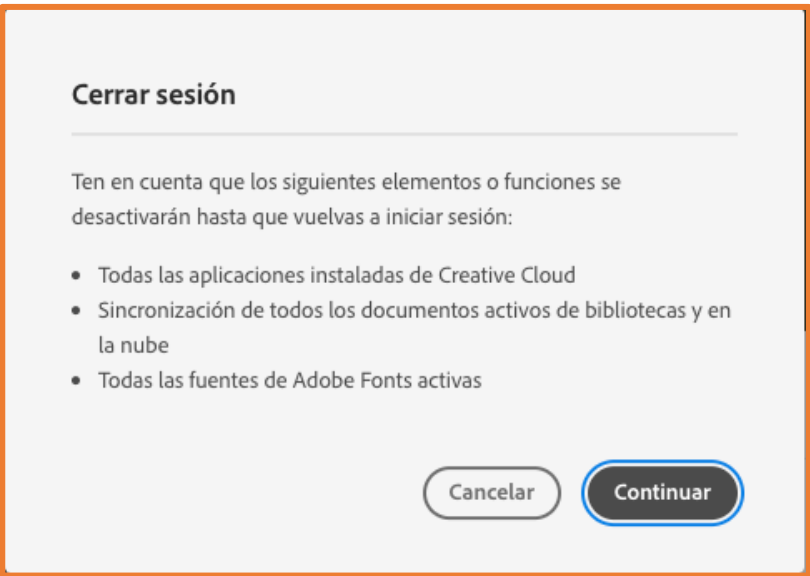 Cerrar sesión
Ten en cuenta que los siguientes elementos o funciones se
desactivarán hasta que vuelvas a iniciar sesión:
• Todas las aplicaciones instaladas de Creative Cloud
• Sincronización de todos los documentos activos de bibliotecas y en
la nube
• Todas las fuentes de Adobe Fonts activas
Cancelar
Continuar